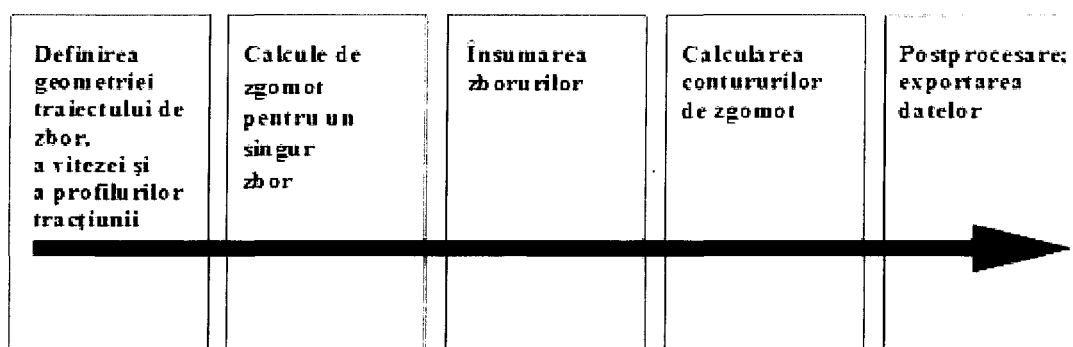 Definirea
geometriei
traiectului de
zbor,
a vitezei și
a profilurilor
tracțiunii
Calcule de
zgomot
pentru un
singur
zbor
Însumarea
zborurilor
Calcularea
contururilor
de zgomot
Postprocesare;
exportarea
datelor